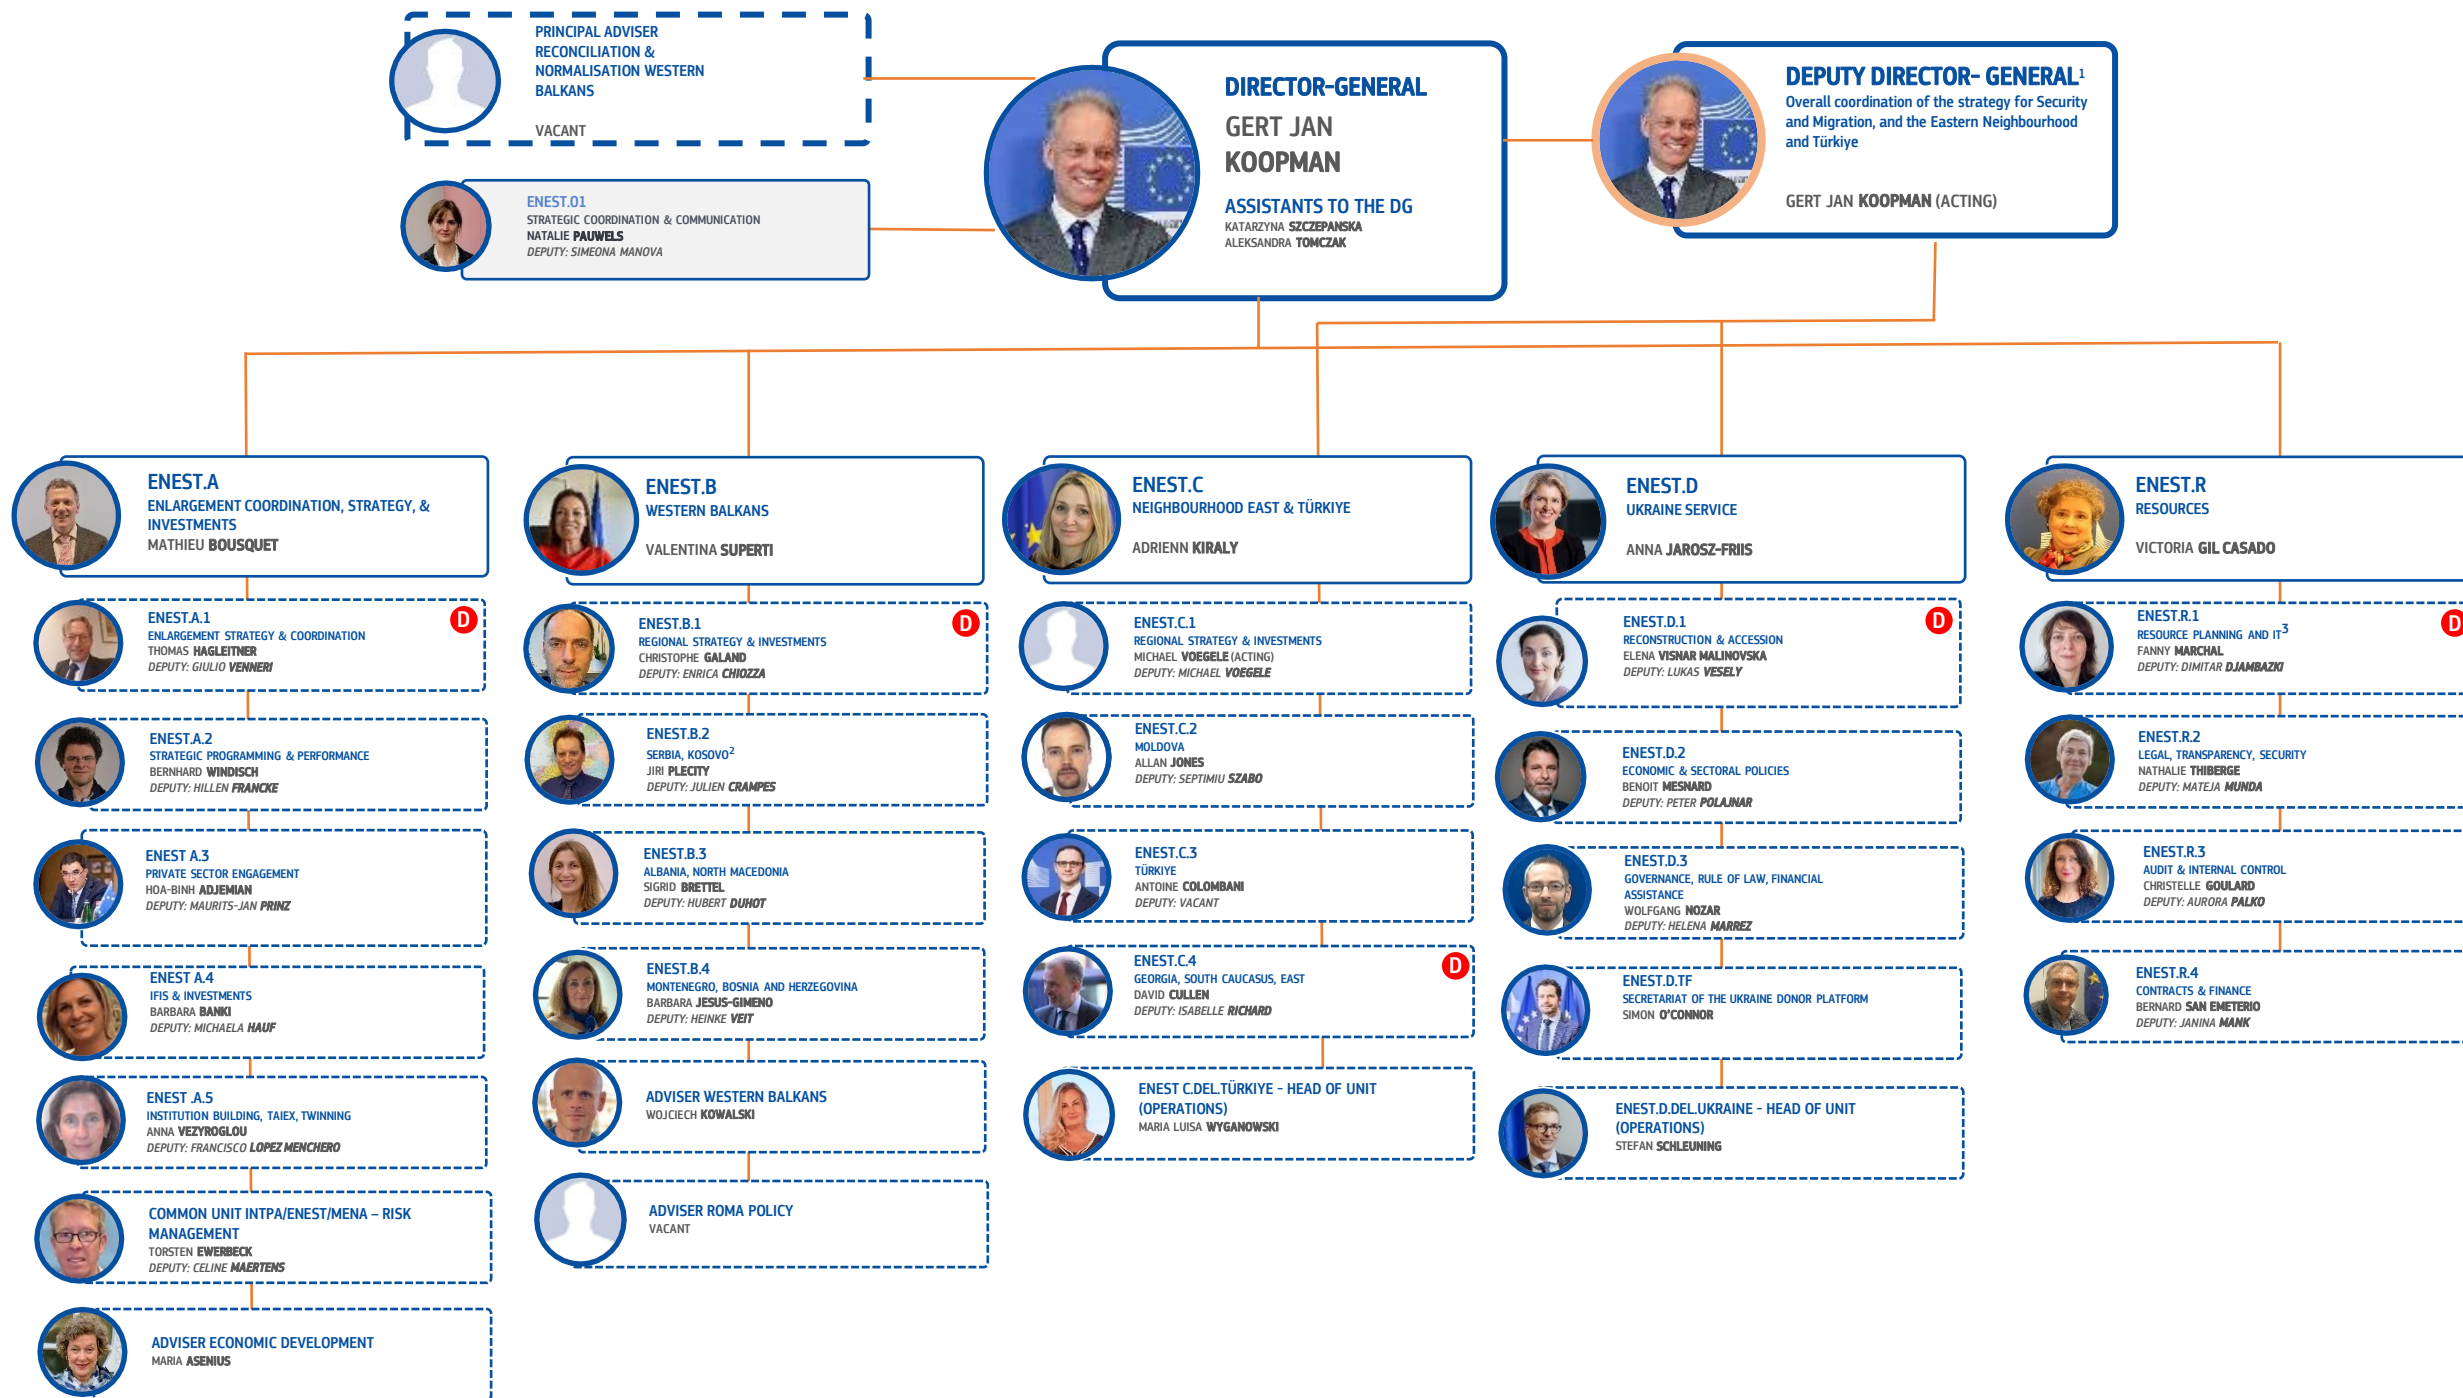 PRINCIPAL ADVISER
RECONCILIATION &
NORMALISATION WESTERN
BALKANS
VACANT
ENEST.01
STRATEGIC COORDINATION & COMMUNICATION
NATALIE PAUWELS
DEPUTY: SIMEONA MANOVA
DIRECTOR-GENERAL
GERT JAN
KOOPMAN
ASSISTANTS TO THE DG
KATARZYNA SZCZEPANSKA
ALEKSANDRA TOMCZAK
DEPUTY DIRECTOR- GENERAL¹
Overall coordination of the strategy for Security
and Migration, and the Eastern Neighbourhood
and Türkiye
GERT JAN KOOPMAN (ACTING)
ENEST.A
ENLARGEMENT COORDINATION, STRATEGY, &
INVESTMENTS
MATHIEU BOUSQUET
ENEST.A.1
D
ENLARGEMENT STRATEGY & COORDINATION
THOMAS HAGLEITNER
DEPUTY: GIULIO VENNERI
ENEST.A.2
STRATEGIC PROGRAMMING & PERFORMANCE
BERNHARD WINDISCH
DEPUTY: HILLEN FRANCKE
ENEST A.3
PRIVATE SECTOR ENGAGEMENT
HOA-BINH ADJEMIAN
DEPUTY: MAURITS-JAN PRINZ
ENEST A.4
IFIS & INVESTMENTS
BARBARA BANKI
DEPUTY: MICHAELA HAUF
ENEST .A.5
INSTITUTION BUILDING, TAIEX, TWINNING
ANNA VEZYROGLOU
DEPUTY: FRANCISCO LOPEZ MENCHERO
COMMON UNIT INTPA/ENEST/MENA – RISK
MANAGEMENT
TORSTEN EWERBECK
DEPUTY: CELINE MAERTENS
ADVISER ECONOMIC DEVELOPMENT
MARIA ASENIUS
ENEST.B
WESTERN BALKANS
VALENTINA SUPERTI
ENEST.B.1
D
REGIONAL STRATEGY & INVESTMENTS
CHRISTOPHE GALAND
DEPUTY: ENRICA CHIOZZA
ENEST.B.2
SERBIA, KOSOVO²
JIRI PLECITY
DEPUTY: JULIEN CRAMPES
ENEST.B.3
ALBANIA, NORTH MACEDONIA
SIGRID BRETTEL
DEPUTY: HUBERT DUHOT
ENEST.B.4
MONTENEGRO, BOSNIA AND HERZEGOVINA
BARBARA JESUS-GIMENO
DEPUTY: HEINKE VEIT
ADVISER WESTERN BALKANS
WOJCIECH KOWALSKI
ADVISER ROMA POLICY
VACANT
ENEST.C
NEIGHBOURHOOD EAST & TÜRKIYE
ADRIENN KIRALY
ENEST.C.1
REGIONAL STRATEGY & INVESTMENTS
MICHAEL VOEGELE (ACTING)
DEPUTY: MICHAEL VOEGELE
ENEST.C.2
MOLDOVA
ALLAN JONES
DEPUTY: SEPTIMIU SZABO
ENEST.C.3
TÜRKIYE
ANTOINE COLOMBANI
DEPUTY: VACANT
ENEST.C.4
D
GEORGIA, SOUTH CAUCASUS, EAST
DAVID CULLEN
DEPUTY: ISABELLE RICHARD
ENEST C.DEL.TÜRKIYE - HEAD OF UNIT
(OPERATIONS)
MARIA LUISA WYGANOWSKI
ENEST.D
UKRAINE SERVICE
ANNA JAROSZ-FRIIS
ENEST.D.1
D
RECONSTRUCTION & ACCESSION
ELENA VISNAR MALINOVSKA
DEPUTY: LUKAS VESELY
ENEST.D.2
ECONOMIC & SECTORAL POLICIES
BENOIT MESNARD
DEPUTY: PETER POLAJNAR
ENEST.D.3
GOVERNANCE, RULE OF LAW, FINANCIAL
ASSISTANCE
WOLFGANG NOZAR
DEPUTY: HELENA MARREZ
ENEST.D.TF
SECRETARIAT OF THE UKRAINE DONOR PLATFORM
SIMON O'CONNOR
ENEST.D.DEL.UKRAINE - HEAD OF UNIT
(OPERATIONS)
STEFAN SCHLEUNING
ENEST.R
RESOURCES
VICTORIA GIL CASADO
ENEST.R.1
D
RESOURCE PLANNING AND IT³
FANNY MARCHAL
DEPUTY: DIMITAR DJAMBAZKI
ENEST.R.2
LEGAL, TRANSPARENCY, SECURITY
NATHALIE THIBERGE
DEPUTY: MATEJA MUNDA
ENEST.R.3
AUDIT & INTERNAL CONTROL
CHRISTELLE GOULARD
DEPUTY: AURORA PALKO
ENEST.R.4
CONTRACTS & FINANCE
BERNARD SAN EMETERIO
DEPUTY: JANINA MANK